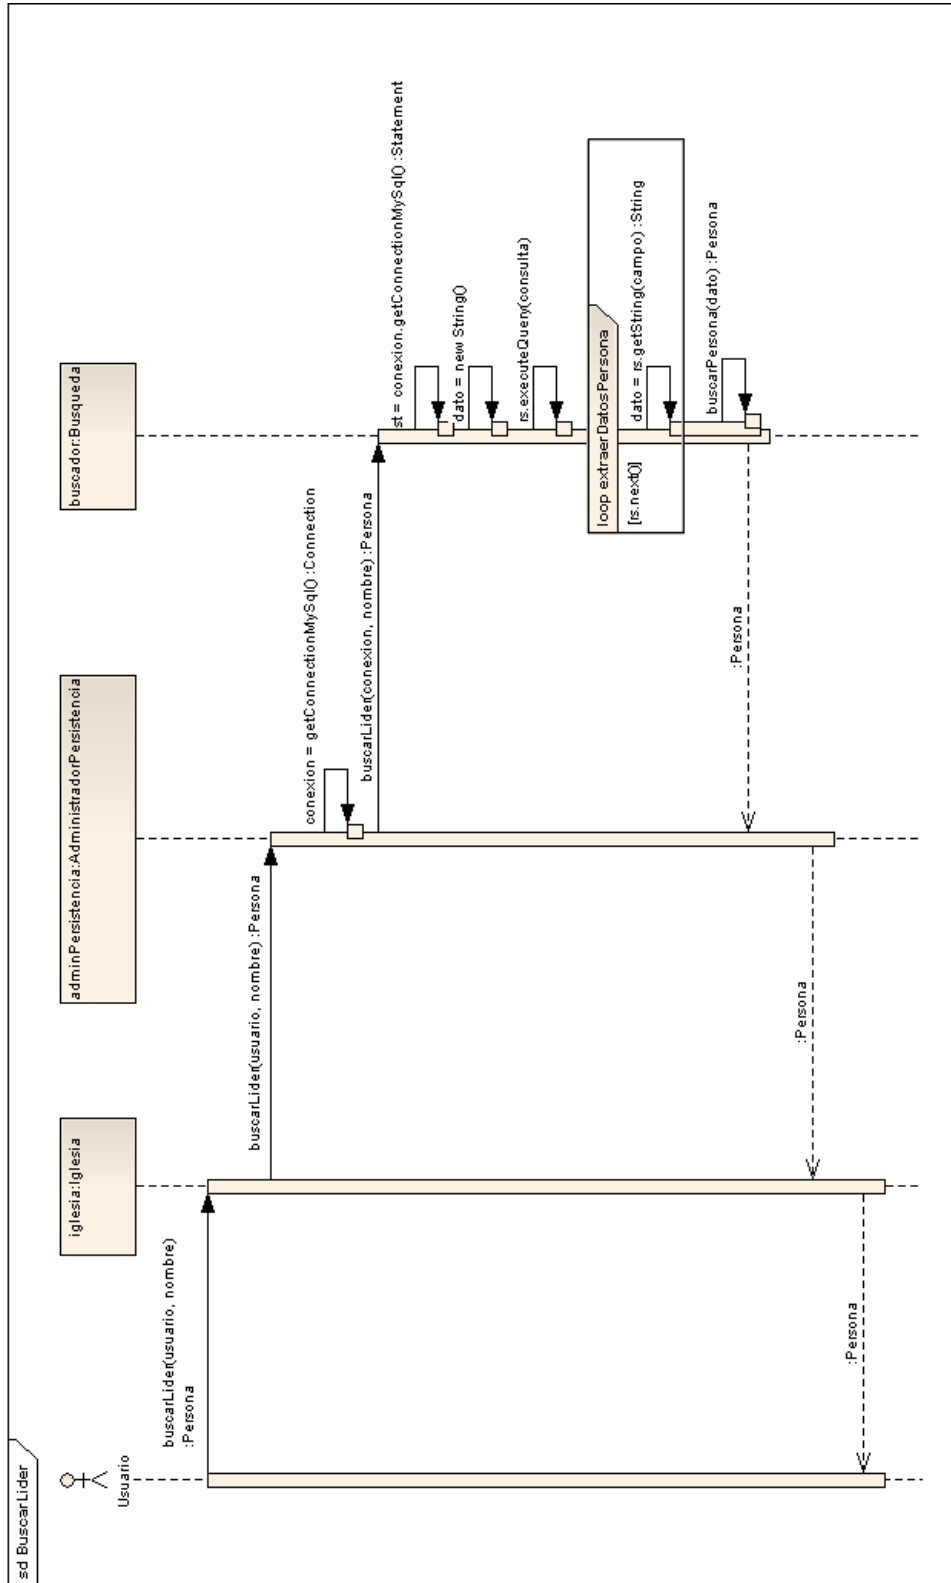 sd BuscarLider
Usuario
iglesia:Iglesia
adminPersistencia:AdministradorPersistencia
buscador:Busqueda
buscarLider(usuario, nombre)
:Persona
buscarLider(usuario, nombre) :Persona
conexion = getConnectionMySql() :Connection
buscarLider(conexion, nombre) :Persona
st = conexion.getConnectionMySql() :Statement
dato = new String()
rs.executeQuery(consulta)
loop extraerDatosPersona
[rs.next()]
dato = rs.getString(campo) :String
buscarPersona(dato) :Persona
:Persona
:Persona
:Persona